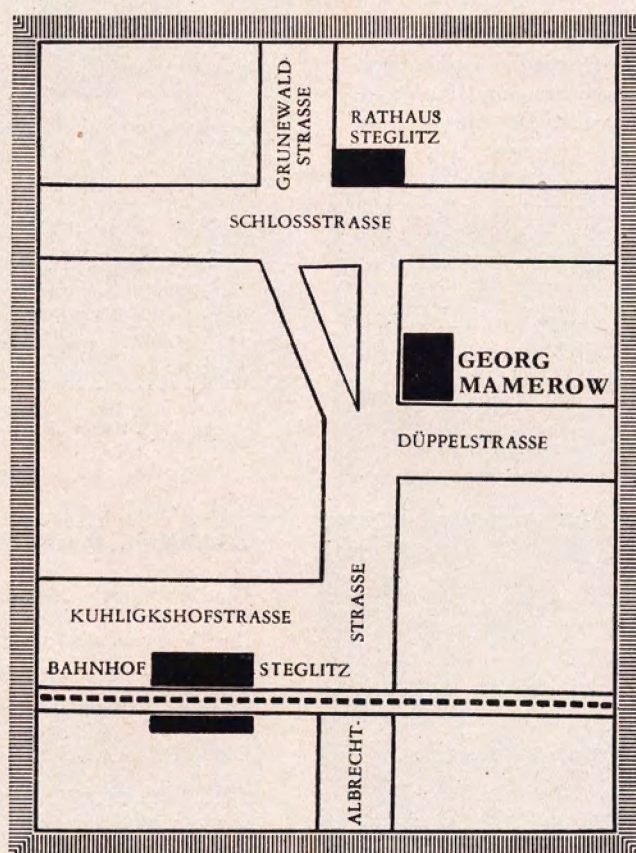 GRUNEWALD-
STRASSE
RATHAUS
STEGLITZ
SCHLOSSSTRASSE
GEORG
MAMEROW
DÜPPELSTRASSE
KUHLIGKSHOFSTRASSE
BAHNHOF STEGLITZ
ALBRECHT-
STRASSE